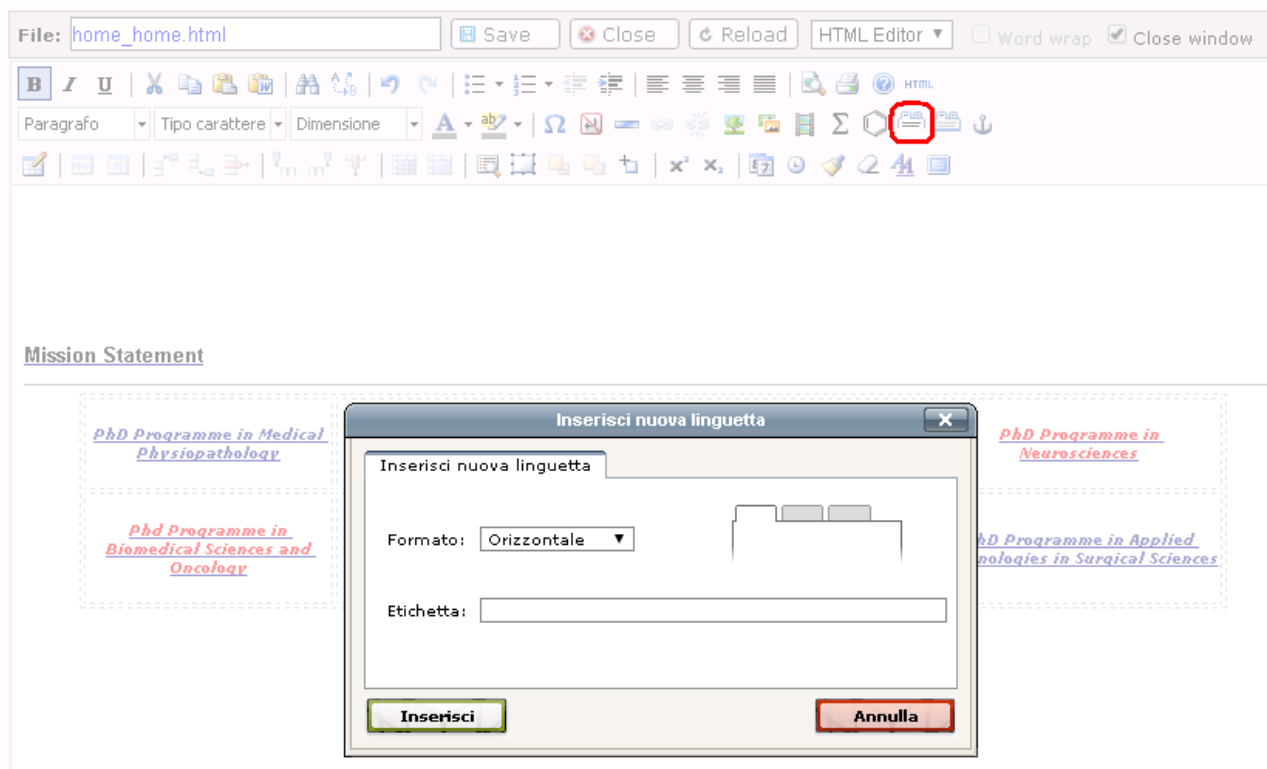 File: home_home.html Save Close Reload HTML Editor Word wrap Close window
B I U HTML
Paragrafo Tipo carattere Dimensione A ab
Mission Statement
Inserisci nuova linguetta
PhD Programme in Medical
Physiopathology
PhD Programme in
Neurosciences
Inserisci nuova linguetta
Formato: Orizzontale
Phd Programme in
Biomedical Sciences and
Oncology
hD Programme in Applied
nologies in Surgical Sciences
Etichetta:
Inserisci Annulla